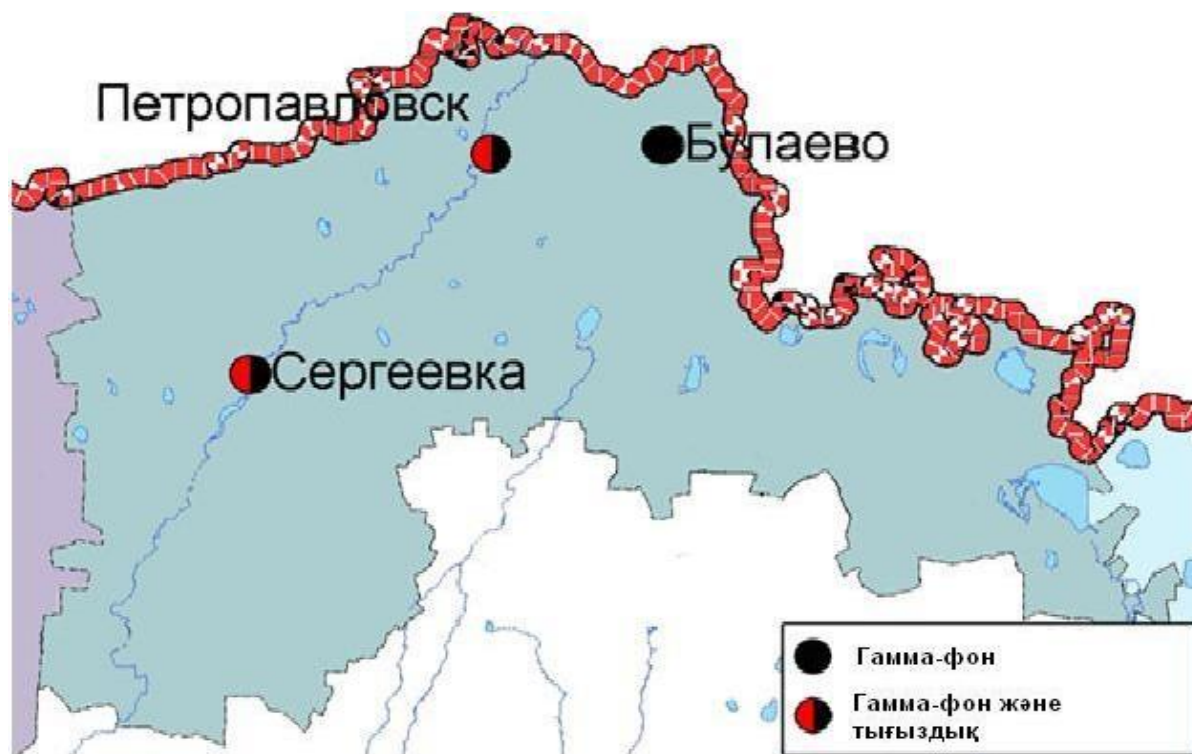 Петропавловск
Булаево
Сергеевка
Гамма-фон
Гамма-фон және
тығыздық